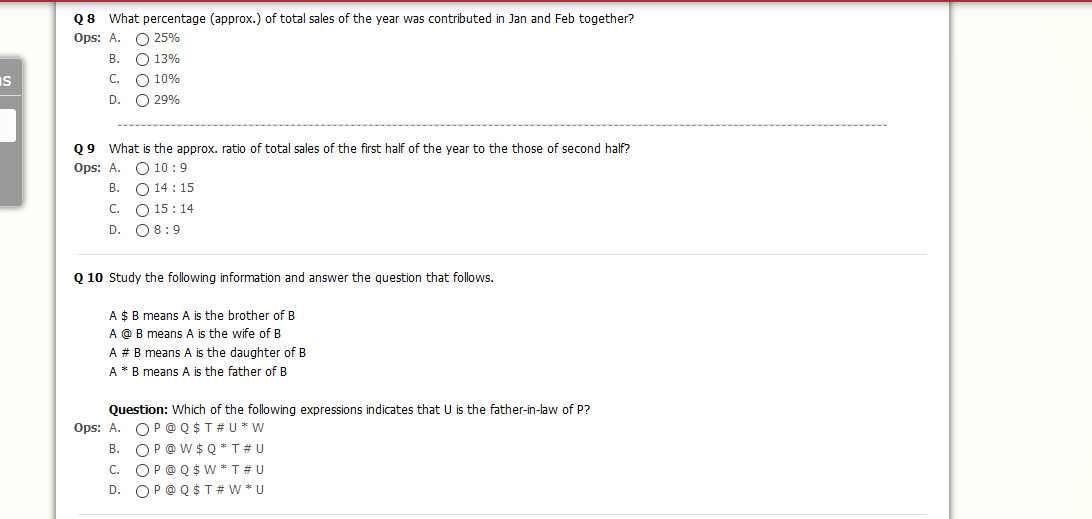 Q 8 What percentage (approx.) of total sales of the year was contributed in Jan and Feb together?
Ops: A. 25%
B. 13%
C. 10%
D. 29%
Q 9 What is the approx. ratio of total sales of the first half of the year to the those of second half?
Ops: A. 10 : 9
B. 14 : 15
C. 15 : 14
D. 8 : 9
Q 10 Study the following information and answer the question that follows.
A $ B means A is the brother of B
A @ B means A is the wife of B
A # B means A is the daughter of B
A * B means A is the father of B
Question: Which of the following expressions indicates that U is the father-in-law of P?
Ops: A. P @ Q $ T # U * W
B. P @ W $ Q * T # U
C. P @ Q $ W * T # U
D. P @ Q $ T # W * U